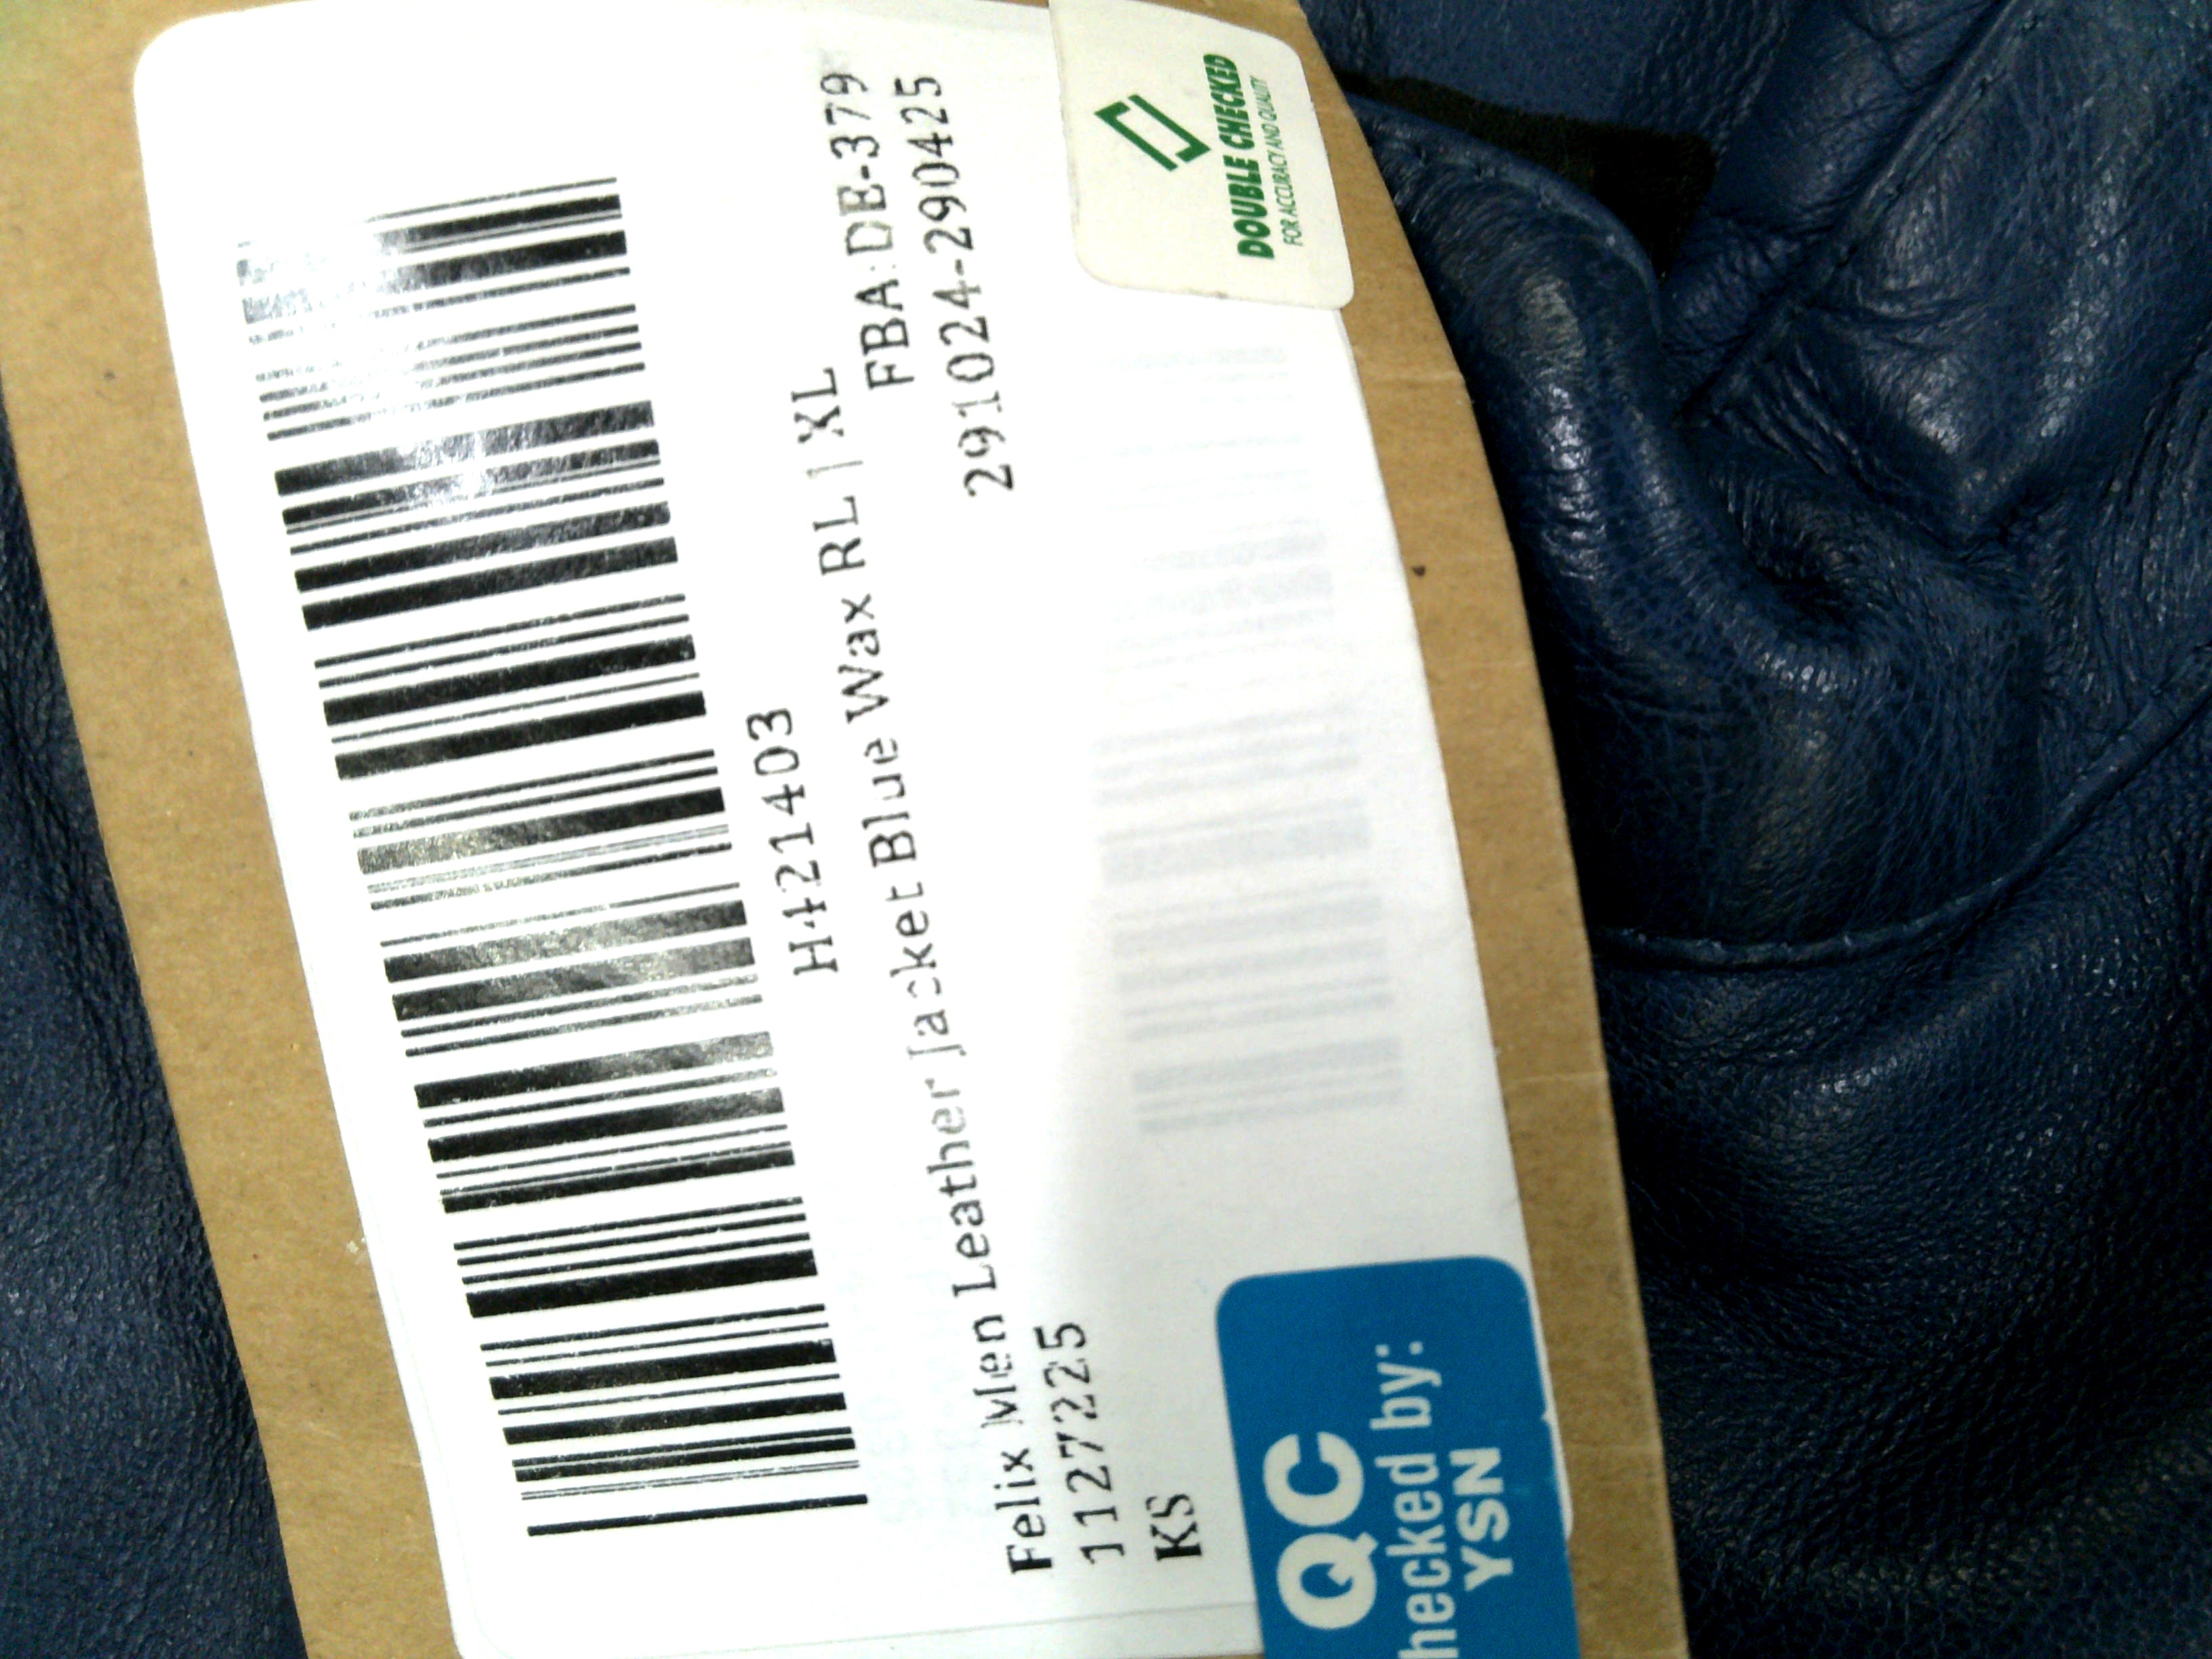 H421403
Felix Men Leather Jacket Blue Wax RL | XL
112725 FBA:DE-379
KS 291024-290425
DOUBLE CHECKED
FOR ACCURACY AND QUALITY
QC
hecked by:
YSN